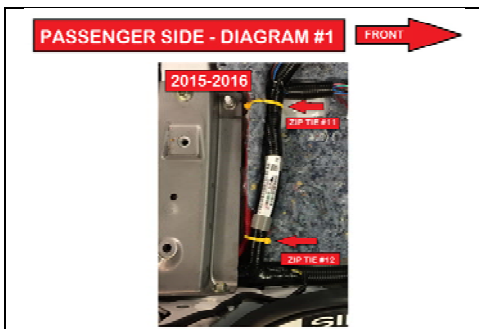 PASSENGER SIDE - DIAGRAM #1
FRONT
2015-2016
ZIP TIE #11
ZIP TIE #12